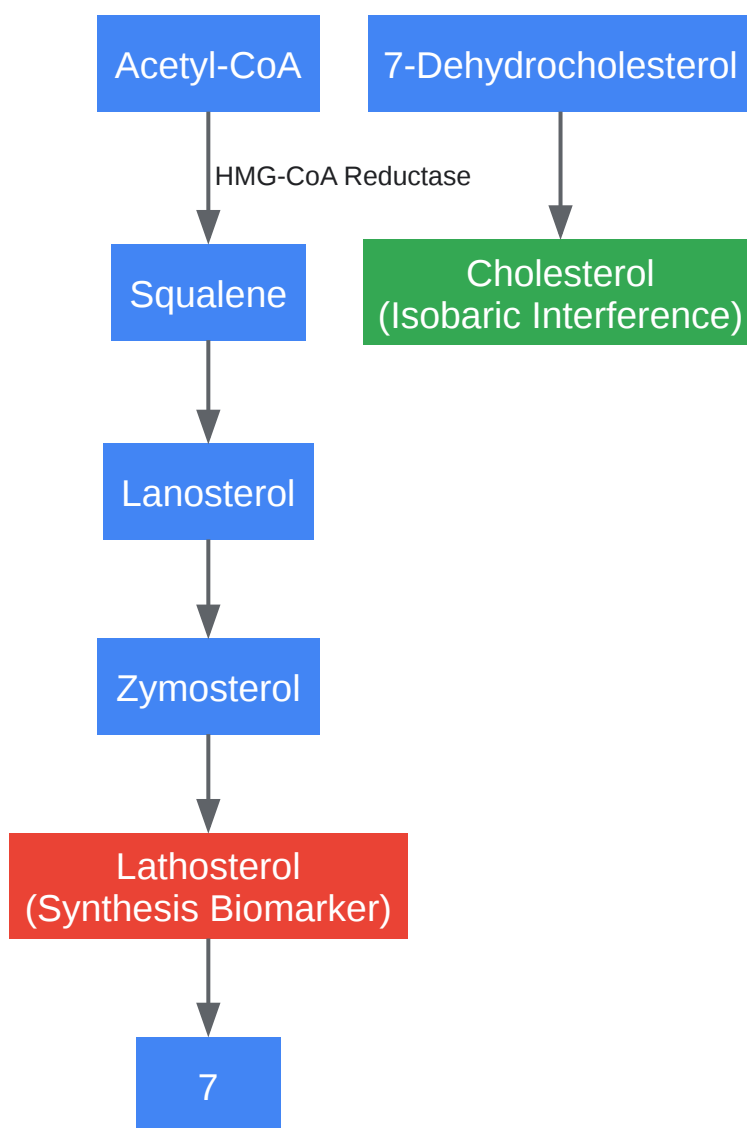 Acetyl-CoA
7-Dehydrocholesterol
HMG-CoA Reductase
Squalene
Cholesterol
(Isobaric Interference)
Lanosterol
Zymosterol
Lathosterol
(Synthesis Biomarker)
7